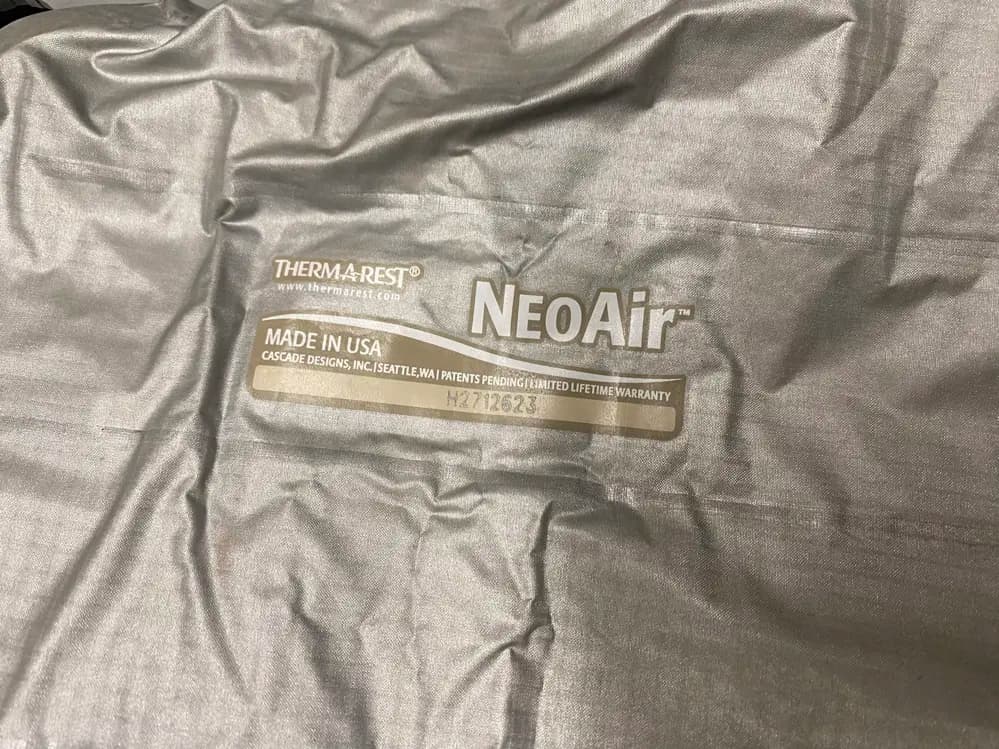 THERM-A-REST®
www.thermarest.com
NEOAir™
MADE IN USA
CASCADE DESIGNS, INC. | SEATTLE, WA | PATENTS PENDING | LIMITED LIFETIME WARRANTY
H2712623